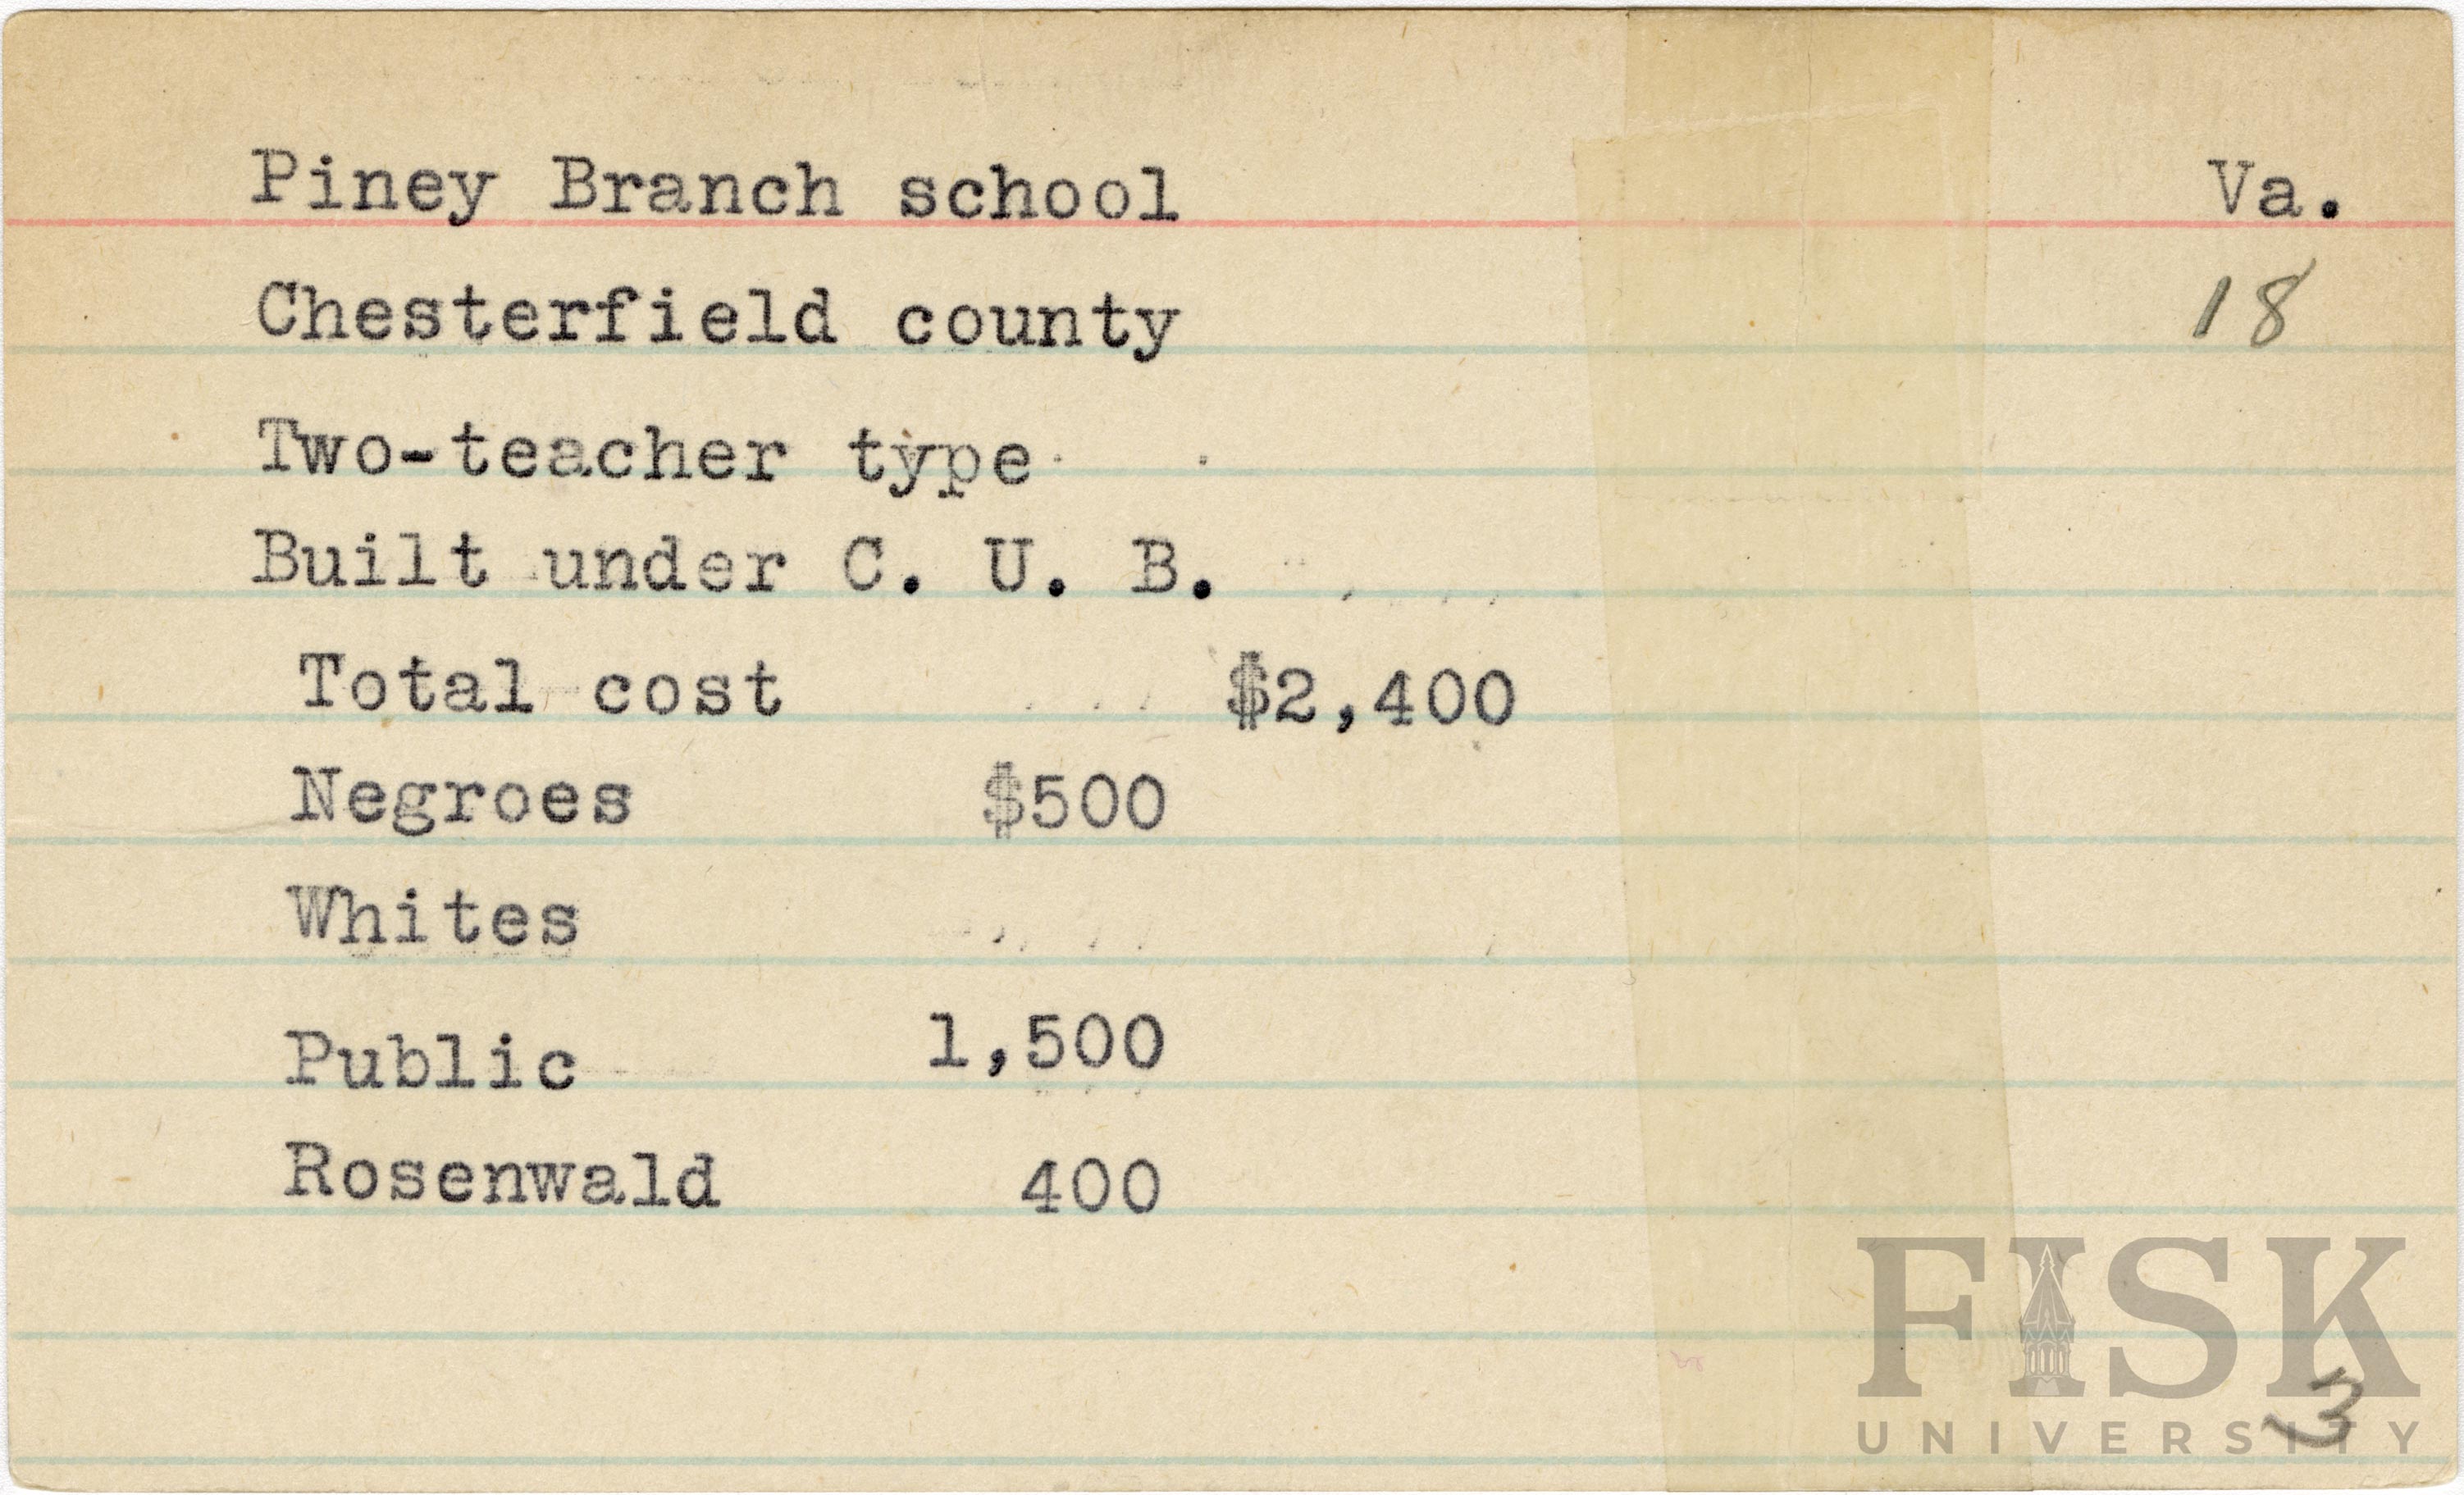 Piney Branch school Va.
Chesterfield county 18
Two-teacher type
Built under C. U. B.
Total cost $2,400
Negroes $500
Whites
Public 1,500
Rosenwald 400
FISK
UNIVERSITY
3